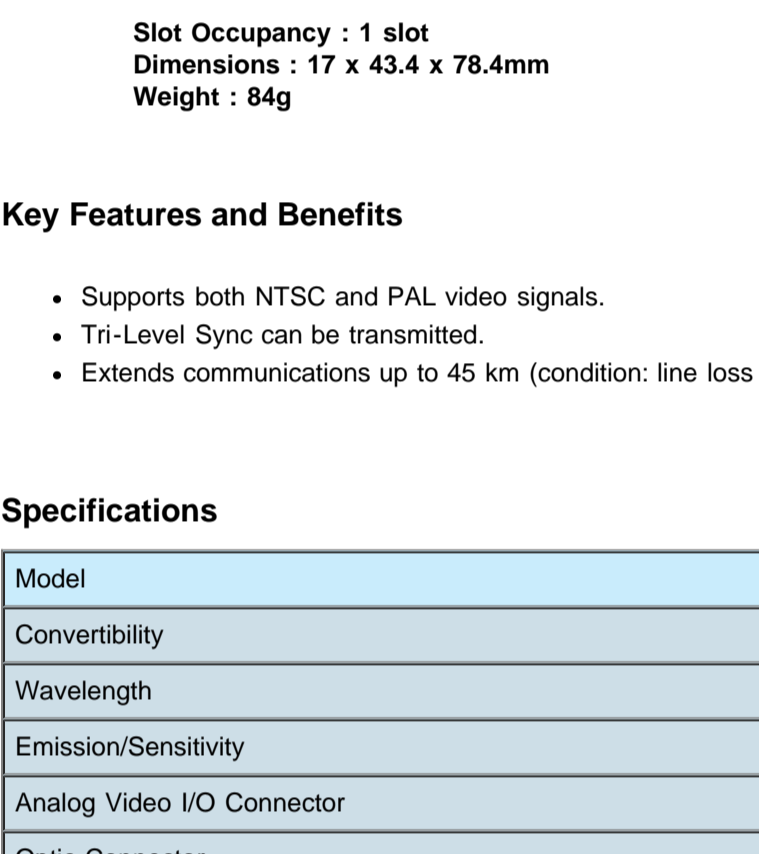 Slot Occupancy : 1 slot
Dimensions : 17 x 43.4 x 78.4mm
Weight : 84g
Key Features and Benefits
• Supports both NTSC and PAL video signals.
• Tri-Level Sync can be transmitted.
• Extends communications up to 45 km (condition: line loss
Specifications
Model
Convertibility
Wavelength
Emission/Sensitivity
Analog Video I/O Connector